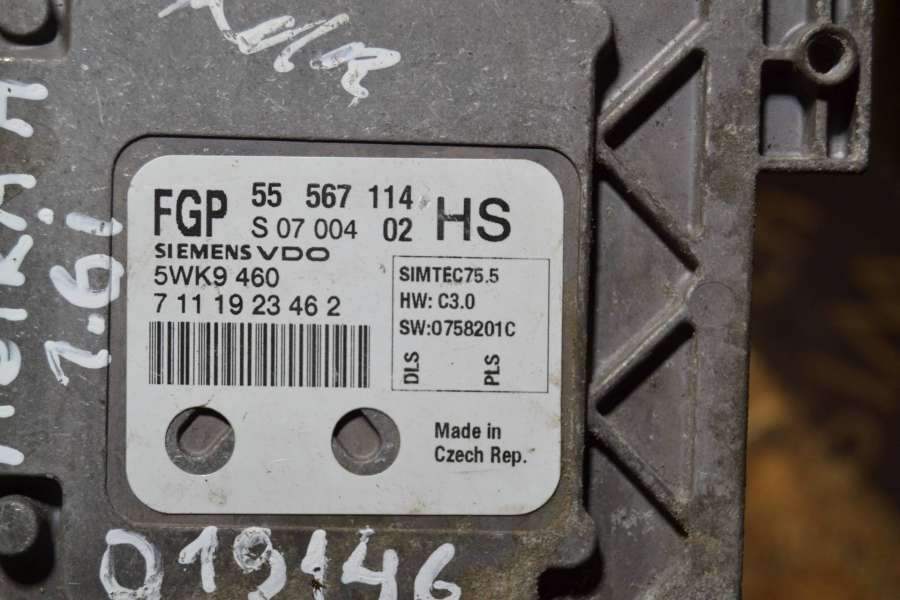 FGP 55 567 114 HS
S 07 004 02
SIEMENS VDO
5WK9 460
7 11 19 23 46 2
SIMTEC75.5
HW: C3.0
SW:0758201C
DLS PLS
Made in
Czech Rep.
1.6i
019146